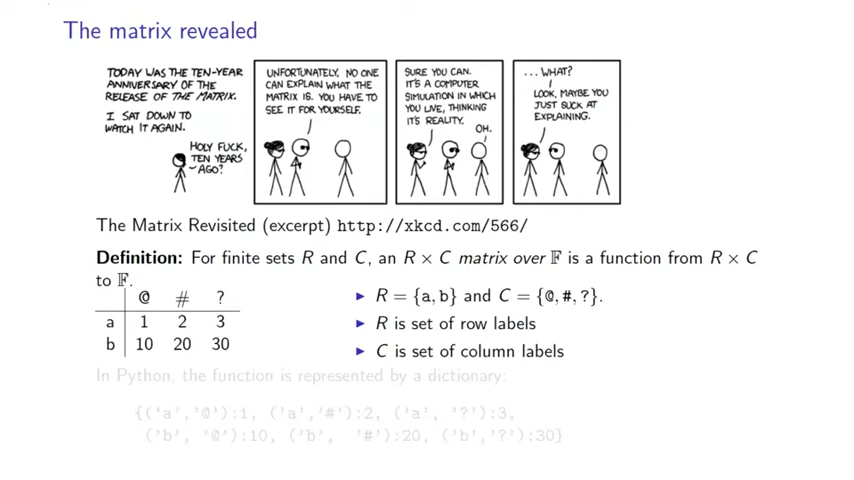 The matrix revealed
TODAY WAS THE TEN-YEAR
ANNIVERSARY OF THE
RELEASE OF THE MATRIX.
I SAT DOWN TO
WATCH IT AGAIN.
HOLY FUCK,
TEN YEARS
AGO?
UNFORTUNATELY, NO ONE
CAN EXPLAIN WHAT THE
MATRIX IS. YOU HAVE TO
SEE IT FOR YOURSELF.
SURE YOU CAN.
IT'S A COMPUTER
SIMULATION IN WHICH
YOU LIVE, THINKING
IT'S REALITY.
OH.
...WHAT?
LOOK, MAYBE YOU
JUST SUCK AT
EXPLAINING.
The Matrix Revisited (excerpt) http://xkcd.com/566/
Definition: For finite sets R and C, an R × C matrix over 𝔽 is a function from R × C
to 𝔽.
@ # ?
a 1 2 3
b 10 20 30
▶ R = {a, b} and C = {@, #, ?}.
▶ R is set of row labels
▶ C is set of column labels
In Python, the function is represented by a dictionary:
{('a','@'):1, ('a','#'):2, ('a', '?'):3,
('b', '@'):10, ('b', '#'):20, ('b','?'):30}